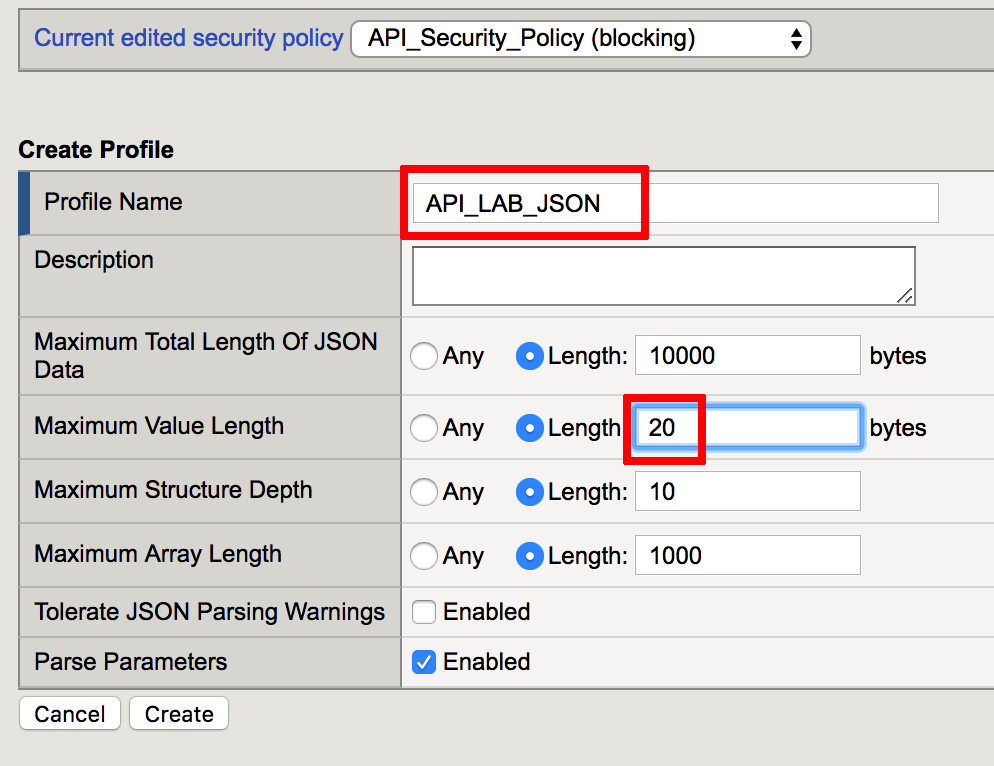 Current edited security policy API_Security_Policy (blocking)
Create Profile
Profile Name API_LAB_JSON
Description
Maximum Total Length Of JSON
Data
Any Length: 10000 bytes
Maximum Value Length Any Length 20 bytes
Maximum Structure Depth Any Length: 10
Maximum Array Length Any Length: 1000
Tolerate JSON Parsing Warnings Enabled
Parse Parameters Enabled
Cancel Create